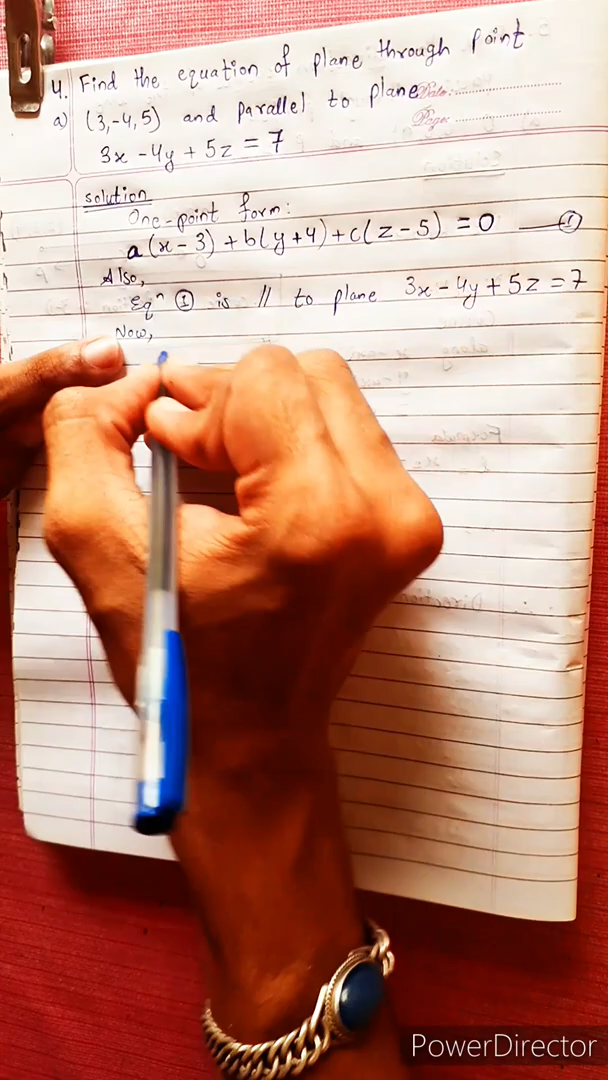 4. Find the equation of plane through point
a) (3,-4,5) and parallel to plane
Date:
Page:
3x - 4y + 5z = 7
solution
One-point form:
a(x-3) + b(y+4) + c(z-5) = 0 ——①
Also,
Eqⁿ ① is // to plane 3x - 4y + 5z = 7
Now,
PowerDirector